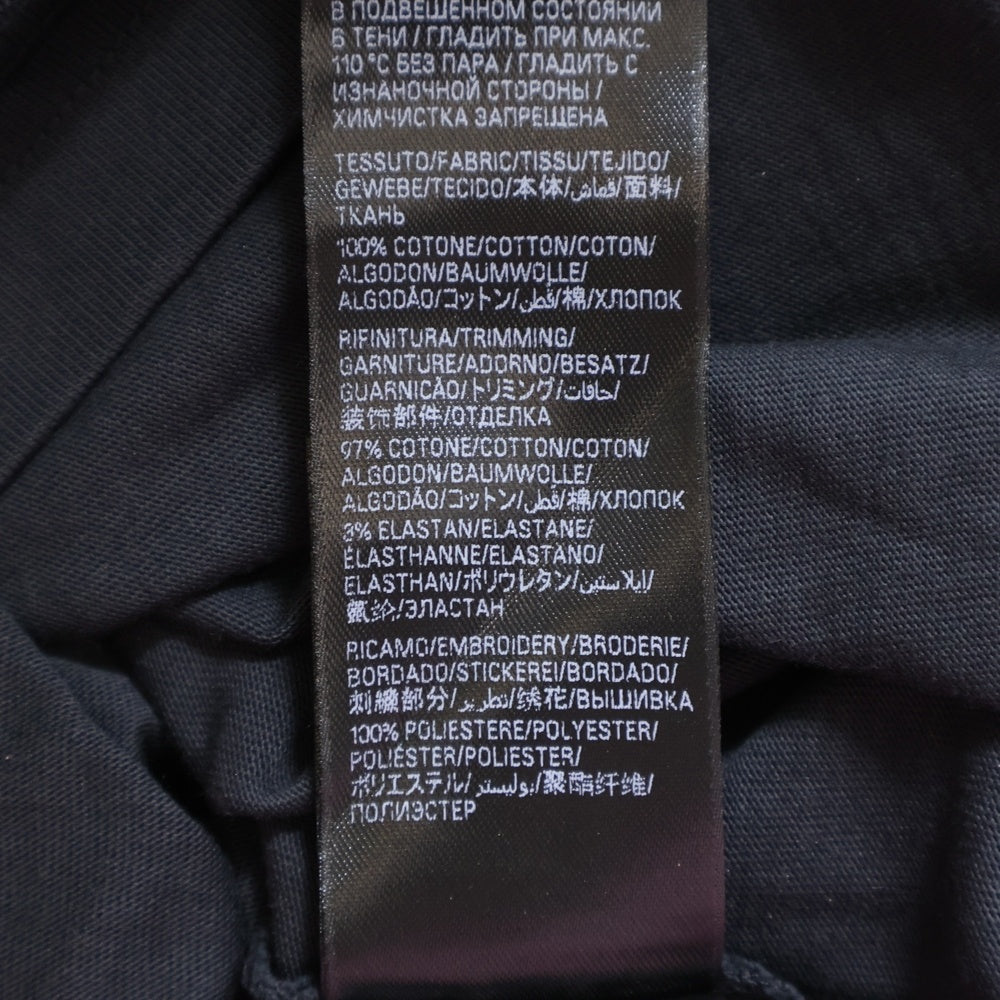 В ПОДВЕШЕННОМ СОСТОЯНИИ
В ТЕНИ / ГЛАДИТЬ ПРИ МАКС.
110 °C БЕЗ ПАРА / ГЛАДИТЬ С
ИЗНАНОЧНОЙ СТОРОНЫ /
ХИМЧИСТКА ЗАПРЕЩЕНА
TESSUTO/FABRIC/TISSU/TEJIDO/
GEWEBE/TECIDO/本体/قماش/面料/
ТКАНЬ
100% COTONE/COTTON/COTON/
ALGODON/BAUMWOLLE/
ALGODÃO/コットン/قطن/棉/ХЛОПОК
RIFINITURA/TRIMMING/
GARNITURE/ADORNO/BESATZ/
GUARNICÃO/トリミング/حافات/
装饰部件/ОТДЕЛКА
97% COTONE/COTTON/COTON/
ALGODON/BAUMWOLLE/
ALGODÃO/コットン/قطن/棉/ХЛОПОК
3% ELASTAN/ELASTANE/
ÉLASTHANNE/ELASTANO/
ELASTHAN/ポリウレタン/إيلاستين/
氨纶/ЭЛАСТАН
RICAMO/EMBROIDERY/BRODERIE/
BORDADO/STICKEREI/BORDADO/
刺繍部分/تطريز/绣花/ВЫШИВКА
100% POLIESTERE/POLYESTER/
POLIÉSTER/POLIESTER/
ポリエステル/بوليستر/聚酯纤维/
ПОЛИЭСТЕР